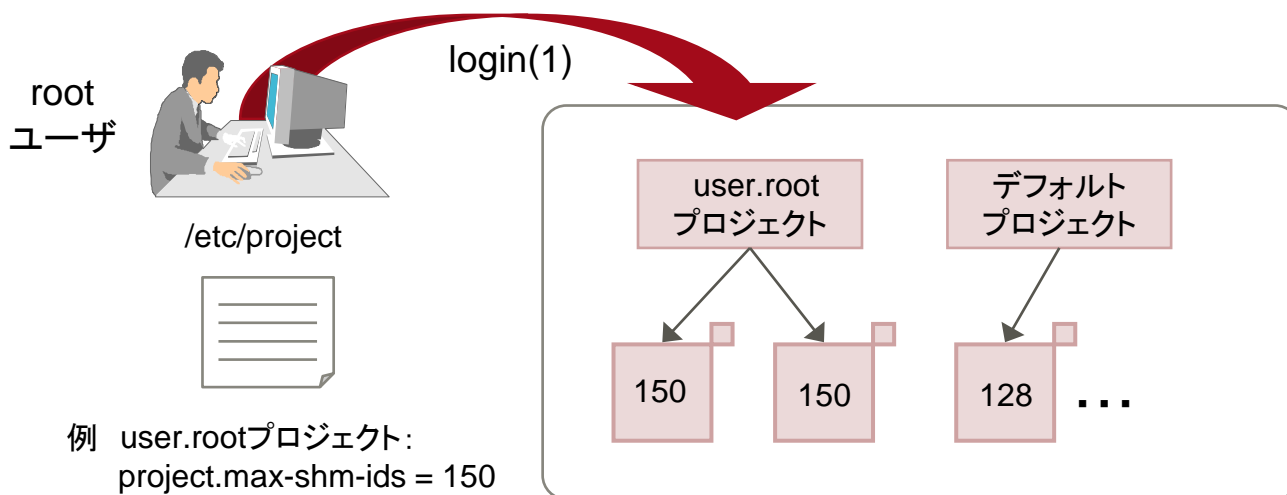 root
ユーザ
login(1)
/etc/project
例 user.rootプロジェクト:
project.max-shm-ids = 150
user.root
プロジェクト
デフォルト
プロジェクト
150
150
128
...